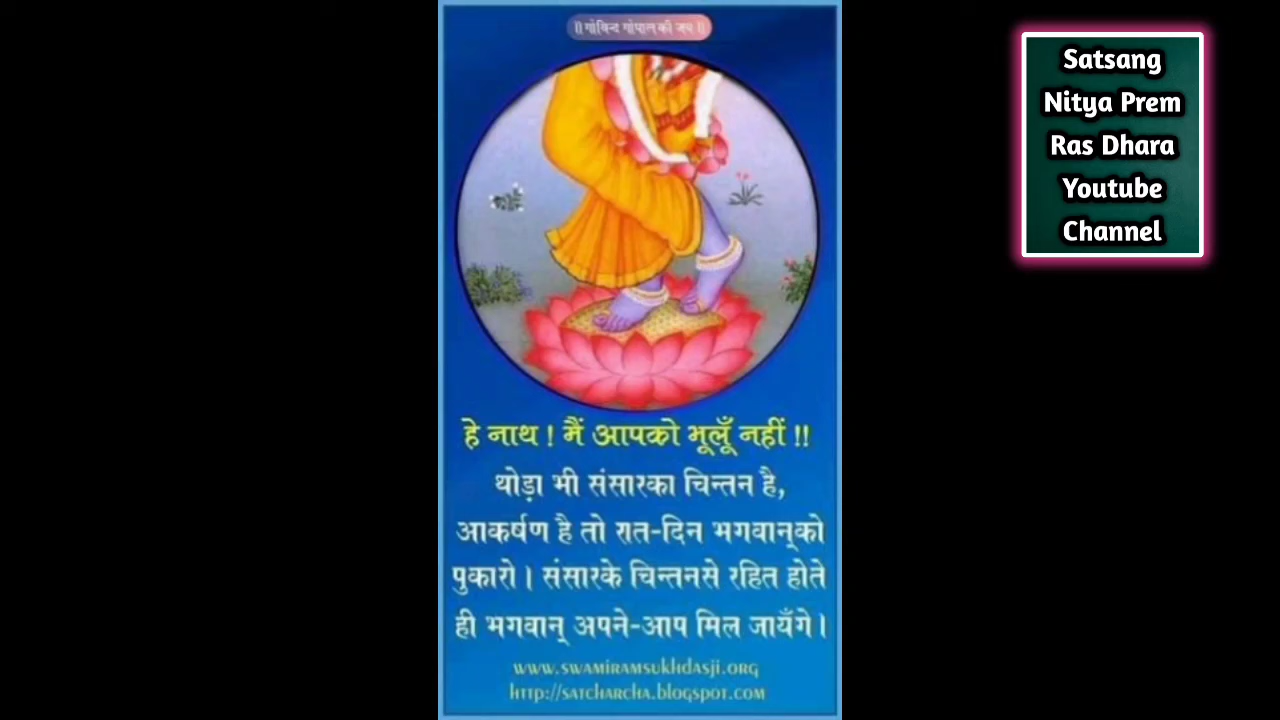 ॥ गोविन्द गोपाल की जय ॥
हे नाथ ! मैं आपको भूलूँ नहीं !!
थोड़ा भी संसारका चिन्तन है,
आकर्षण है तो रात-दिन भगवान्‌को
पुकारो। संसारके चिन्तनसे रहित होते
ही भगवान् अपने-आप मिल जायँगे।
www.swamiramsukhdasji.org
http://satcharcha.blogspot.com
Satsang
Nitya Prem
Ras Dhara
Youtube
Channel